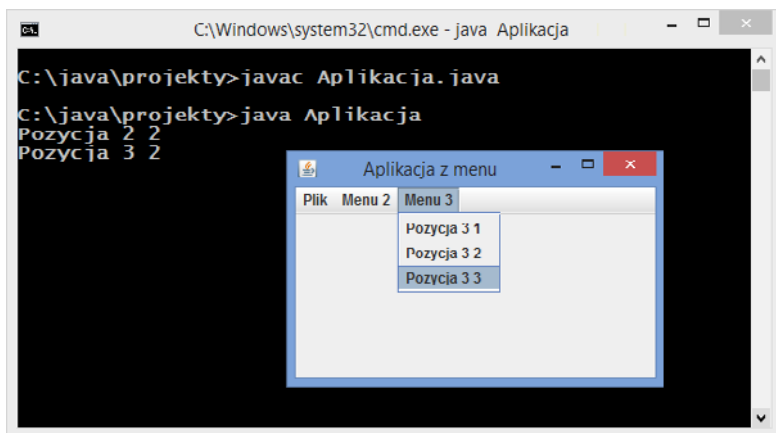 C:\Windows\system32\cmd.exe - java Aplikacja
C:\java\projekty>javac Aplikacja.java
C:\java\projekty>java Aplikacja
Pozycja 2 2
Pozycja 3 2
Aplikacja z menu
Plik Menu 2 Menu 3
Pozycja 3 1
Pozycja 3 2
Pozycja 3 3